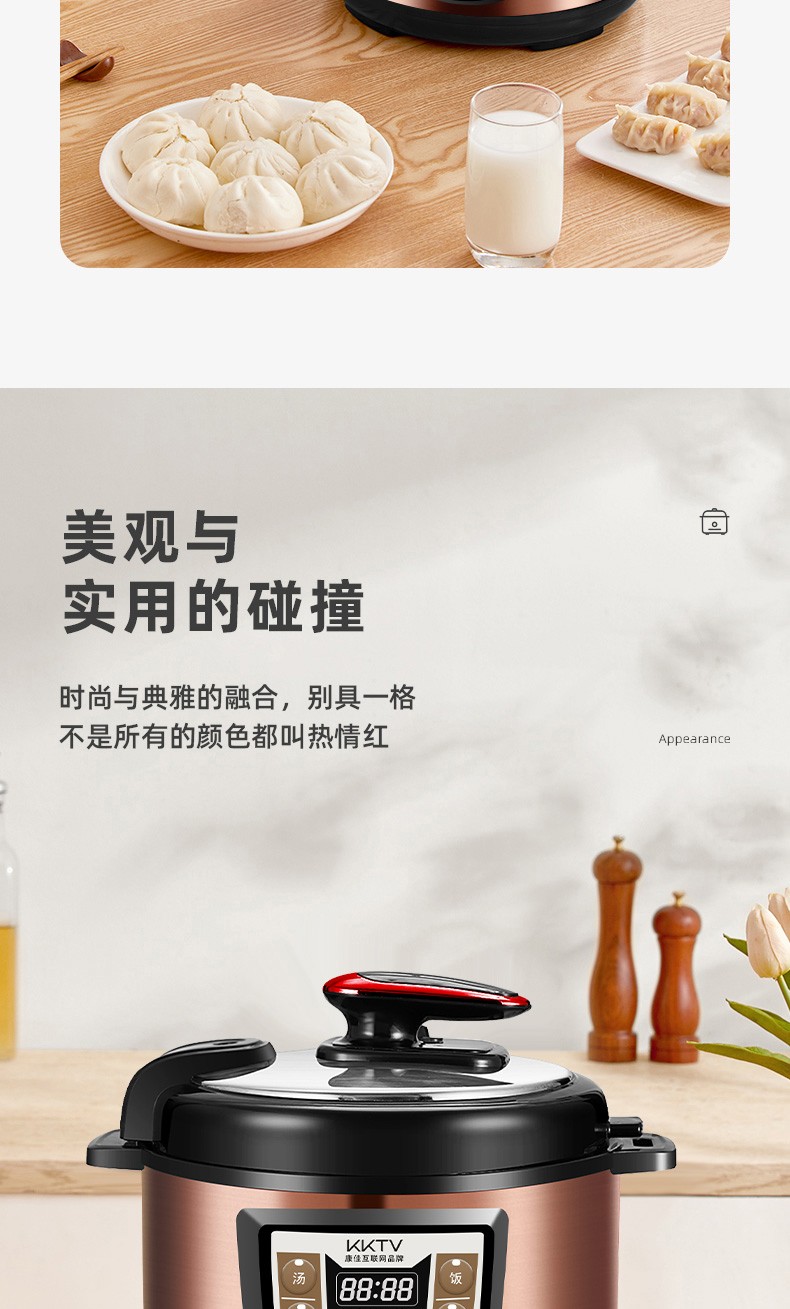 美观与
实用的碰撞
时尚与典雅的融合，别具一格
不是所有的颜色都叫热情红
Appearance
KKTV
康佳互联网品牌
汤
88:88
饭